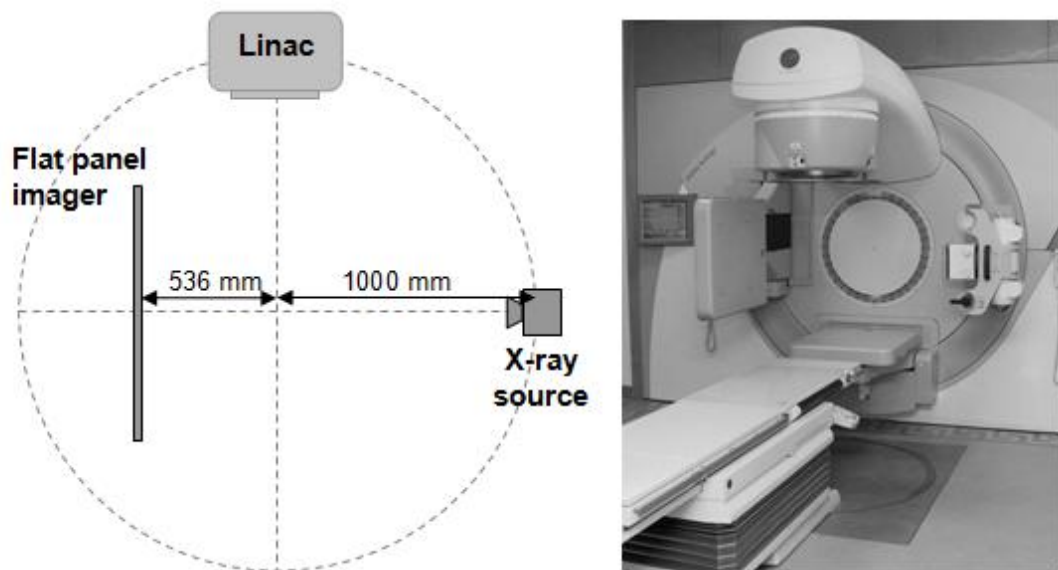 Linac
Flat panel
imager
536 mm
1000 mm
X-ray
source